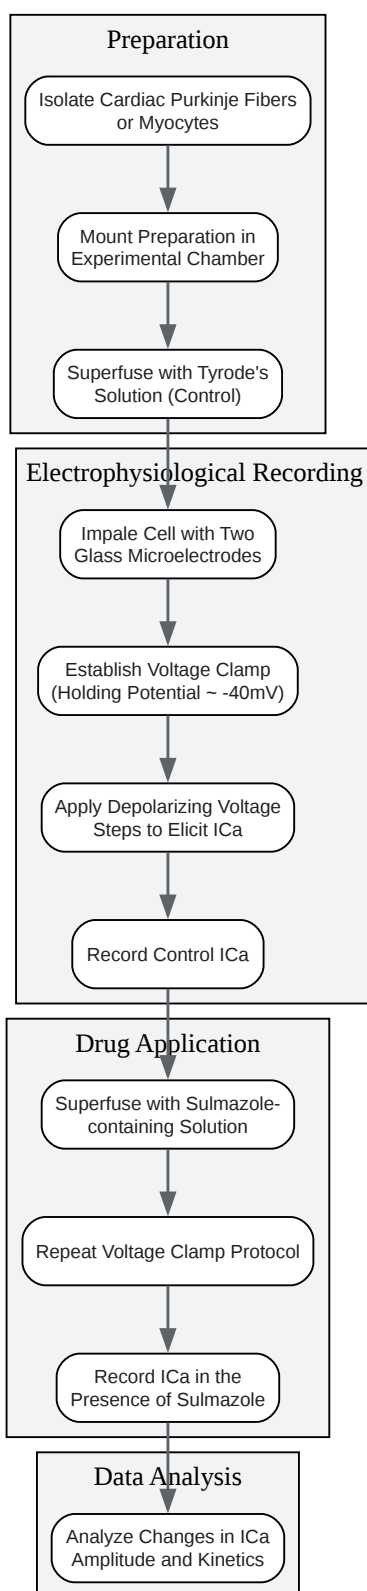 Preparation
Isolate Cardiac Purkinje Fibers
or Myocytes
Mount Preparation in
Experimental Chamber
Superfuse with Tyrode's
Solution (Control)
Electrophysiological Recording
Impale Cell with Two
Glass Microelectrodes
Establish Voltage Clamp
(Holding Potential ~ -40mV)
Apply Depolarizing Voltage
Steps to Elicit ICa
Record Control ICa
Drug Application
Superfuse with Sulmazole-
containing Solution
Repeat Voltage Clamp Protocol
Record ICa in the
Presence of Sulmazole
Data Analysis
Analyze Changes in ICa
Amplitude and Kinetics